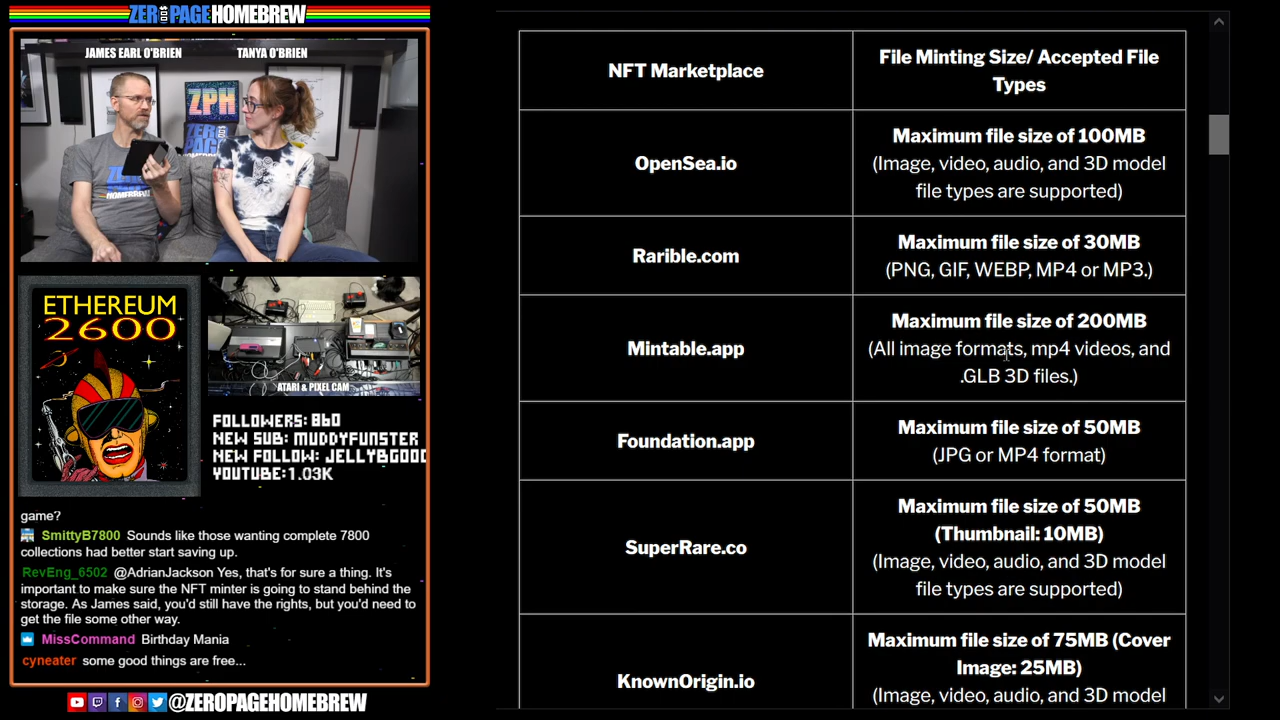 ZEROPAGE HOMEBREW
JAMES EARL O'BRIEN
TANYA O'BRIEN
ZPH
ETHEREUM
2600
ATARI & PIXEL CAM
FOLLOWERS: 860
NEW SUB: MUDDYFUNSTER
NEW FOLLOW: JELLYBGOOD
YOUTUBE: 1.03K
game?
SmittyB7800 Sounds like those wanting complete 7800
collections had better start saving up.
RevEng_6502 @AdrianJackson Yes, that's for sure a thing. It's
important to make sure the NFT minter is going to stand behind the
storage. As James said, you'd still have the rights, but you'd need to
get the file some other way.
MissCommand Birthday Mania
cyneater some good things are free...
@ZEROPAGEHOMEBREW
NFT Marketplace
File Minting Size/ Accepted File
Types
OpenSea.io
Maximum file size of 100MB
(Image, video, audio, and 3D model
file types are supported)
Rarible.com
Maximum file size of 30MB
(PNG, GIF, WEBP, MP4 or MP3.)
Mintable.app
Maximum file size of 200MB
(All image formats, mp4 videos, and
.GLB 3D files.)
Foundation.app
Maximum file size of 50MB
(JPG or MP4 format)
SuperRare.co
Maximum file size of 50MB
(Thumbnail: 10MB)
(Image, video, audio, and 3D model
file types are supported)
KnownOrigin.io
Maximum file size of 75MB (Cover
Image: 25MB)
(Image, video, audio, and 3D model